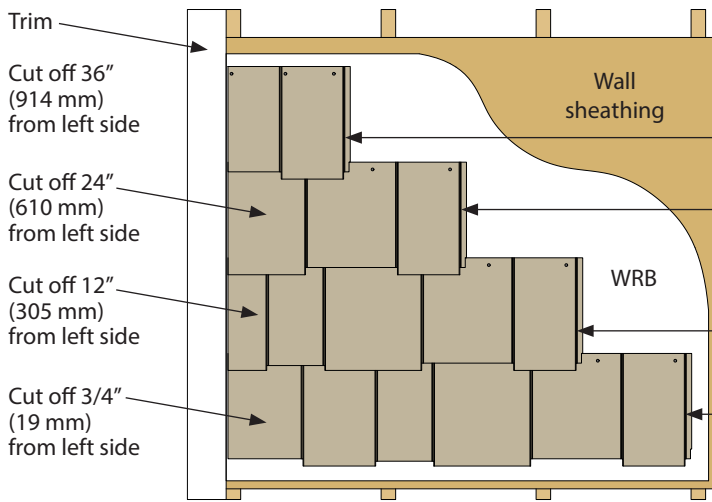 Trim
Cut off 36”
(914 mm)
from left side
Wall
sheathing
Cut off 24”
(610 mm)
from left side
Cut off 12”
(305 mm)
from left side
WRB
Cut off 3/4”
(19 mm)
from left side